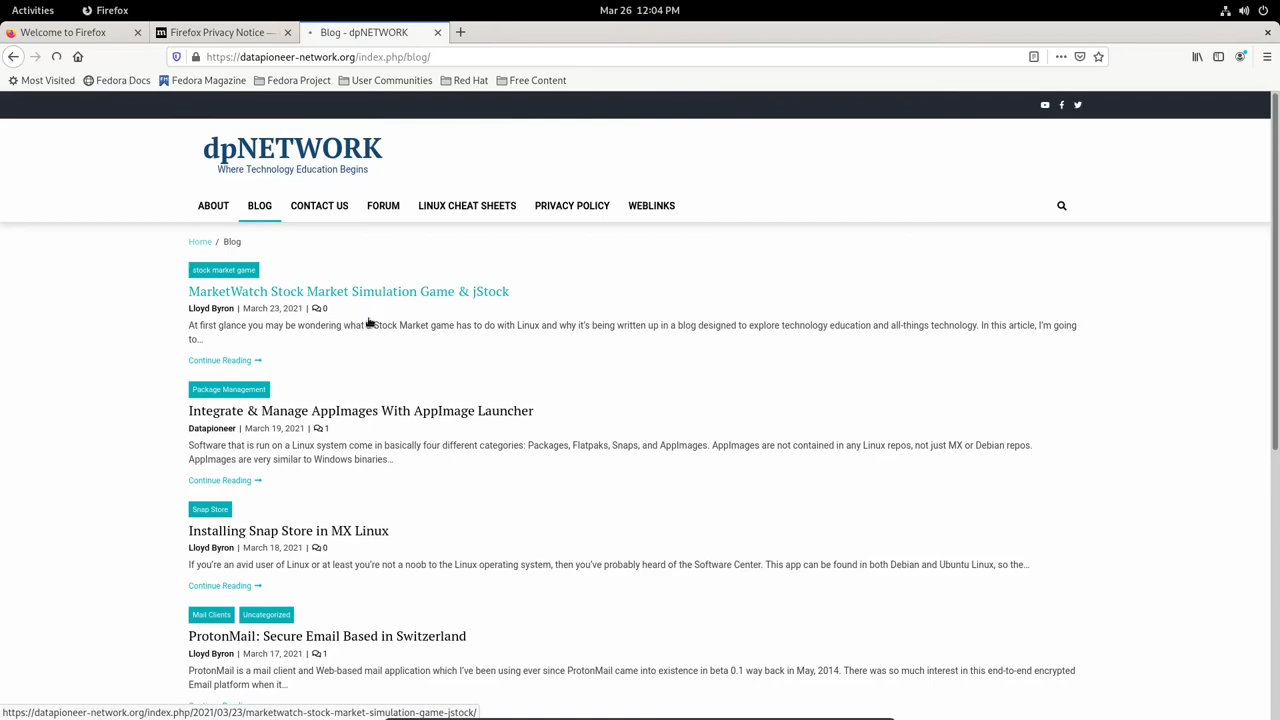 Activities Firefox Mar 26 12:04 PM
Welcome to Firefox Firefox Privacy Notice — Blog - dpNETWORK
https://datapioneer-network.org/index.php/blog/
Most Visited Fedora Docs Fedora Magazine Fedora Project User Communities Red Hat Free Content
dpNETWORK
Where Technology Education Begins
ABOUT BLOG CONTACT US FORUM LINUX CHEAT SHEETS PRIVACY POLICY WEBLINKS
Home / Blog
stock market game
MarketWatch Stock Market Simulation Game & jStock
Lloyd Byron | March 23, 2021 | 0
At first glance you may be wondering what Stock Market game has to do with Linux and why it's being written up in a blog designed to explore technology education and all-things technology. In this article, I'm going
to…
Continue Reading
Package Management
Integrate & Manage AppImages With AppImage Launcher
Datapioneer | March 19, 2021 | 1
Software that is run on a Linux system come in basically four different categories: Packages, Flatpaks, Snaps, and AppImages. AppImages are not contained in any Linux repos, not just MX or Debian repos.
AppImages are very similar to Windows binaries…
Continue Reading
Snap Store
Installing Snap Store in MX Linux
Lloyd Byron | March 18, 2021 | 0
If you're an avid user of Linux or at least you're not a noob to the Linux operating system, then you've probably heard of the Software Center. This app can be found in both Debian and Ubuntu Linux, so the…
Continue Reading
Mail Clients Uncategorized
ProtonMail: Secure Email Based in Switzerland
Lloyd Byron | March 17, 2021 | 1
ProtonMail is a mail client and Web-based mail application which I've been using ever since ProtonMail came into existence in beta 0.1 way back in May, 2014. There was so much interest in this end-to-end encrypted
Email platform when it…
https://datapioneer-network.org/index.php/2021/03/23/marketwatch-stock-market-simulation-game-jstock/